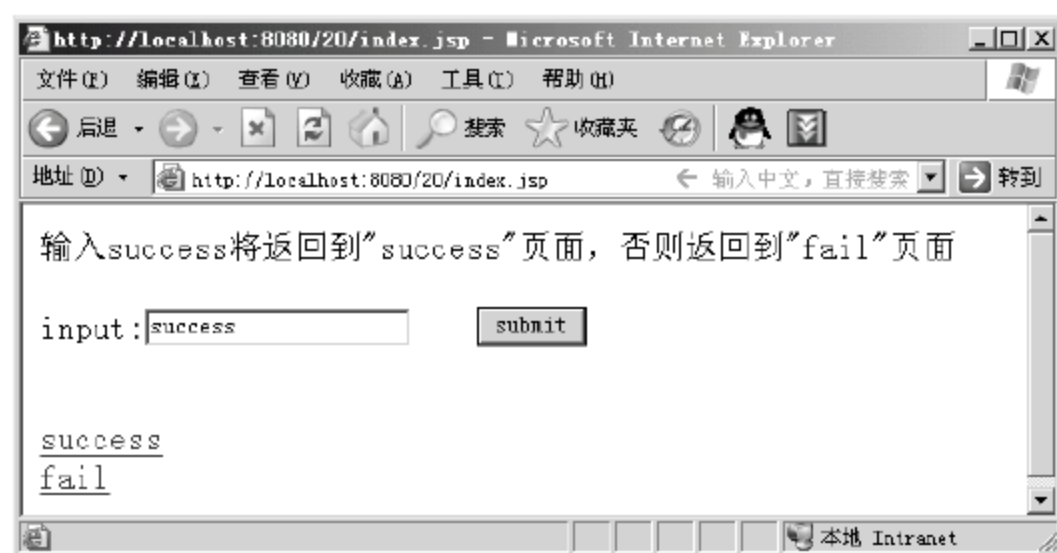 http://localhost:8080/20/index.jsp - Microsoft Internet Explorer
文件(F) 编辑(E) 查看(V) 收藏(A) 工具(T) 帮助(H)
后退 搜索 收藏夹
地址(D) http://localhost:8080/20/index.jsp 输入中文，直接搜索 转到
输入success将返回到"success"页面，否则返回到"fail"页面
input:success submit
success
fail
本地 Intranet